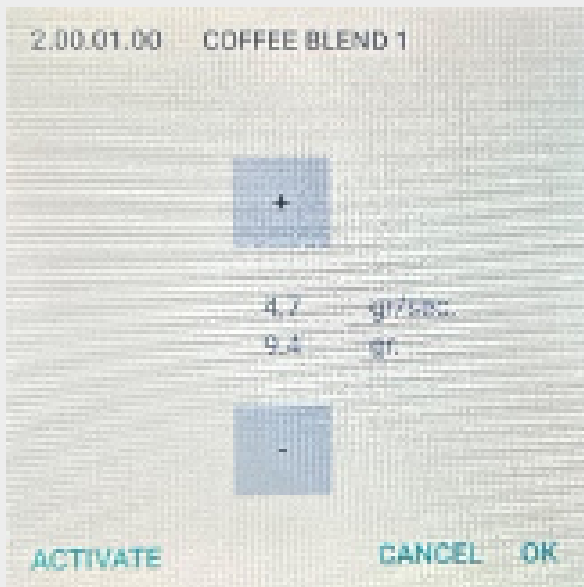 2.00.01.00 COFFEE BLEND 1
+
4.7 gr/sec.
9.4 gr.
-
ACTIVATE CANCEL OK